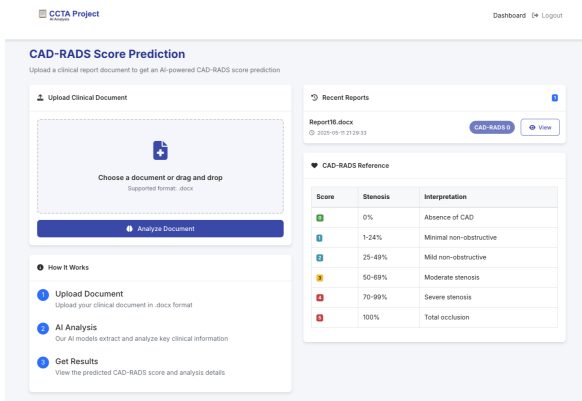 CCTA Project
AI Analysis
Dashboard
Logout
CAD-RADS Score Prediction
Upload a clinical report document to get an AI-powered CAD-RADS score prediction
Upload Clinical Document
Choose a document or drag and drop
Supported format: .docx
Analyze Document
How It Works
1 Upload Document
Upload your clinical document in .docx format
2 AI Analysis
Our AI models extract and analyze key clinical information
3 Get Results
View the predicted CAD-RADS score and analysis details
Recent Reports 1
Report16.docx
2025-05-11 21:29:33
CAD-RADS 0
View
CAD-RADS Reference
Score Stenosis Interpretation
0 0% Absence of CAD
1 1-24% Minimal non-obstructive
2 25-49% Mild non-obstructive
3 50-69% Moderate stenosis
4 70-99% Severe stenosis
5 100% Total occlusion